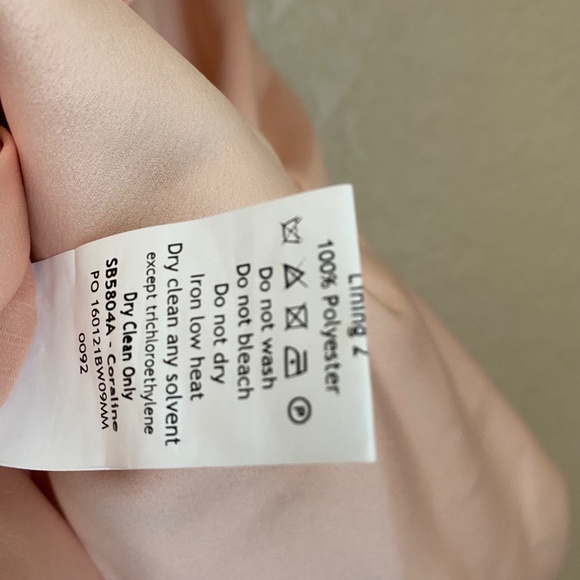 Lining 2
100% Polyester
P
Do not wash
Do not bleach
Do not dry
Iron low heat
Dry clean any solvent
except trichloroethylene
Dry Clean Only
SB5804A - Coraline
PO 160121BW09MM
0092